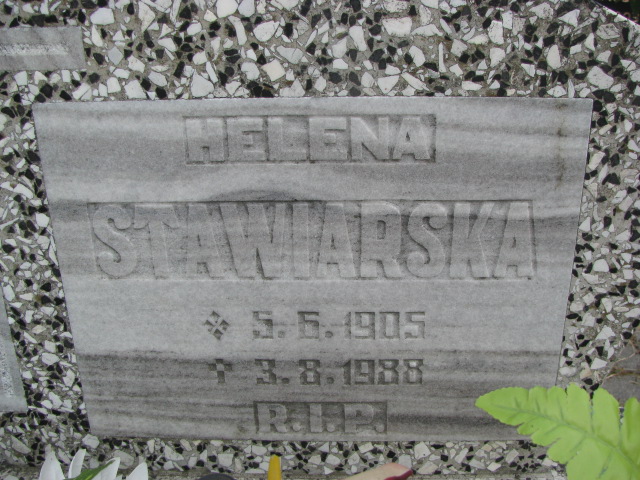 HELENA
STAWIARSKA
5. 6. 1905
† 3. 8. 1988
R.I.P.